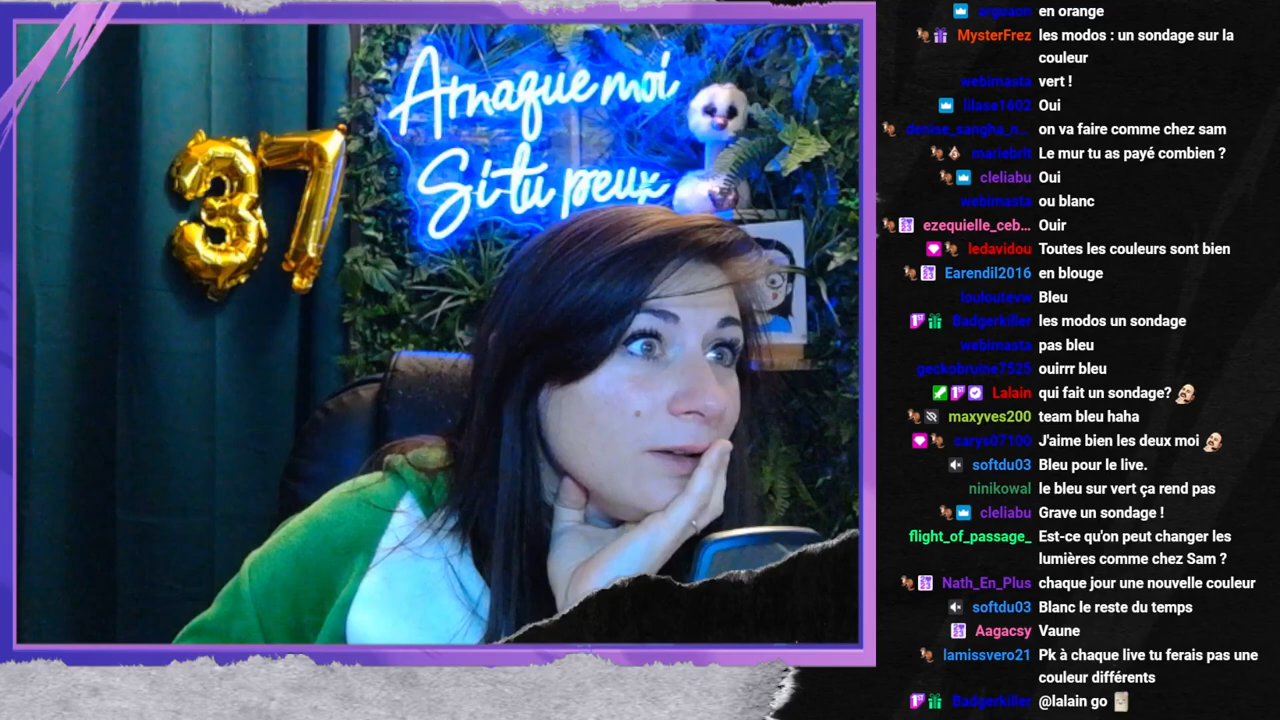 37
Arnaque moi
Si tu peux
arguaon en orange
MysterFrez les modos : un sondage sur la
couleur
webimasta vert !
lilase1602 Oui
denise_sangha_n... on va faire comme chez sam
mariebrit Le mur tu as payé combien ?
cleliabu Oui
webimasta ou blanc
ezequielle_ceb... Ouir
ledavidou Toutes les couleurs sont bien
Earendil2016 en blouge
louloutevw Bleu
Badgerkiller les modos un sondage
webimasta pas bleu
geckobruine7525 ouirrr bleu
Lalain qui fait un sondage?
maxyves200 team bleu haha
carys07100 J'aime bien les deux moi
softdu03 Bleu pour le live.
ninikowal le bleu sur vert ça rend pas
cleliabu Grave un sondage !
flight_of_passage_ Est-ce qu'on peut changer les
lumières comme chez Sam ?
Nath_En_Plus chaque jour une nouvelle couleur
softdu03 Blanc le reste du temps
Aagacsy Vaune
lamissvero21 Pk à chaque live tu ferais pas une
couleur différents
Badgerkiller @lalain go